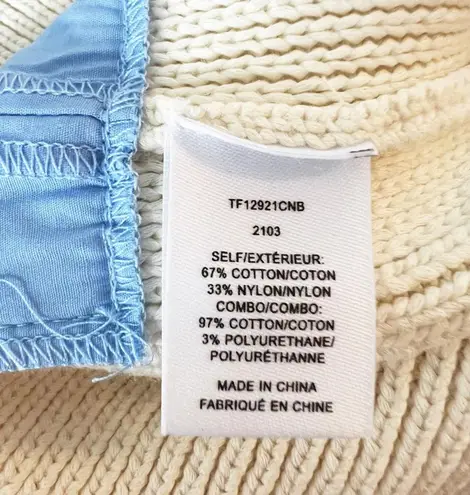 TF12921CNB
2103
SELF/EXTÉRIEUR:
67% COTTON/COTON
33% NYLON/NYLON
COMBO/COMBO:
97% COTTON/COTON
3% POLYURETHANE/
POLYURÉTHANNE
MADE IN CHINA
FABRIQUÉ EN CHINE